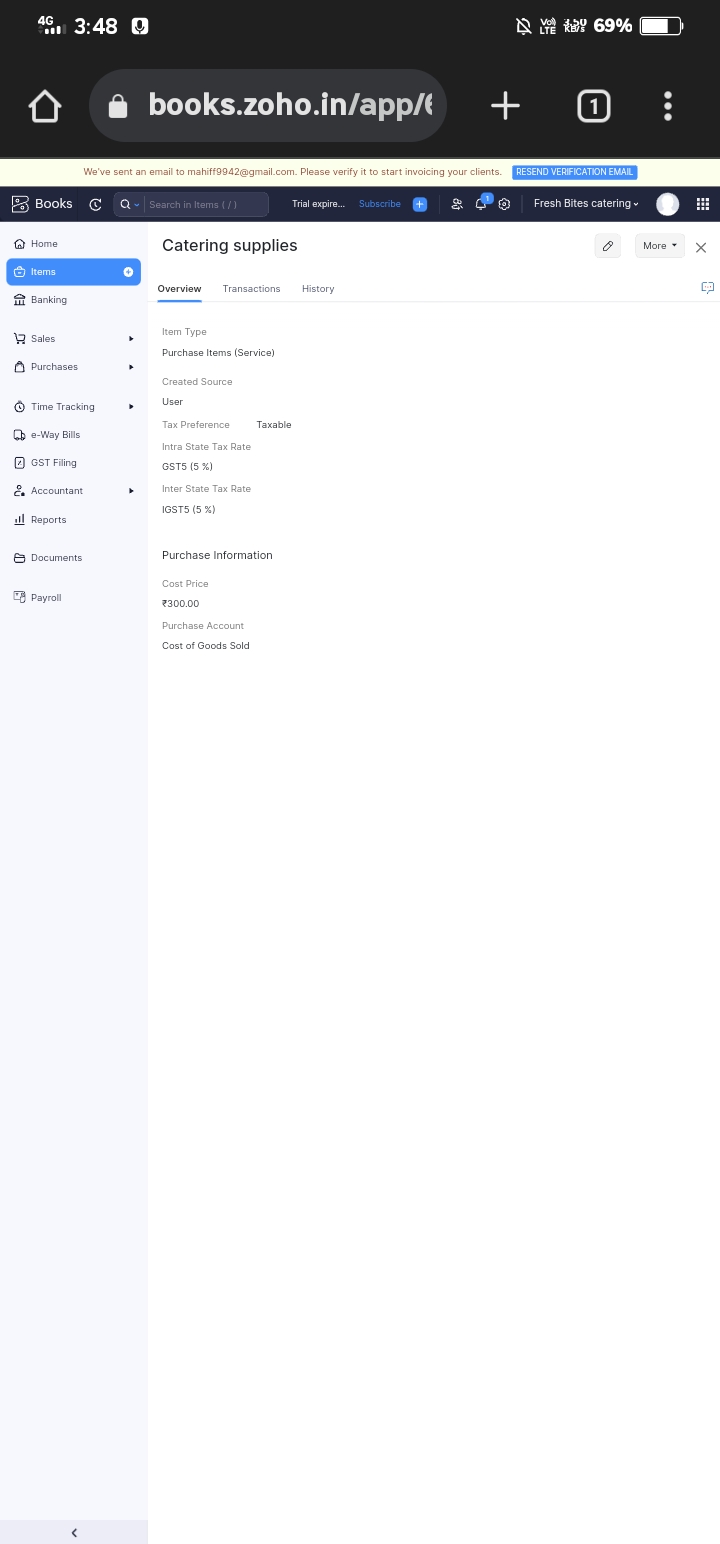 4G 3:48 Vo) LTE 3.50 KB/s 69%
books.zoho.in/app/6
1
We've sent an email to mahiff9942@gmail.com. Please verify it to start invoicing your clients. RESEND VERIFICATION EMAIL
Books Search in Items ( / ) Trial expire... Subscribe 1 Fresh Bites catering
Home
Items
Banking
Sales
Purchases
Time Tracking
e-Way Bills
GST Filing
Accountant
Reports
Documents
Payroll
Catering supplies
More
Overview Transactions History
Item Type
Purchase Items (Service)
Created Source
User
Tax Preference Taxable
Intra State Tax Rate
GST5 (5 %)
Inter State Tax Rate
IGST5 (5 %)
Purchase Information
Cost Price
₹300.00
Purchase Account
Cost of Goods Sold